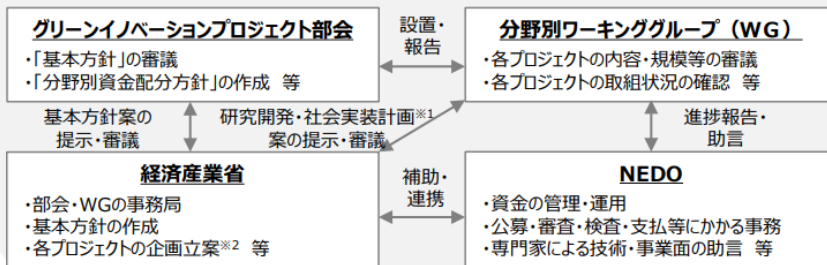 グリーンイノベーションプロジェクト部会
・「基本方針」の審議
・「分野別資金配分方針」の作成 等
設置・
報告
分野別ワーキンググループ（WG）
・各プロジェクトの内容・規模等の審議
・各プロジェクトの取組状況の確認 等
基本方針案の
提示・審議
研究開発・社会実装計画※1
案の提示・審議
進捗報告・
助言
経済産業省
・部会・WGの事務局
・基本方針の作成
・各プロジェクトの企画立案※2 等
補助・
連携
NEDO
・資金の管理・運用
・公募・審査・検査・支払等にかかる事務
・専門家による技術・事業面の助言 等